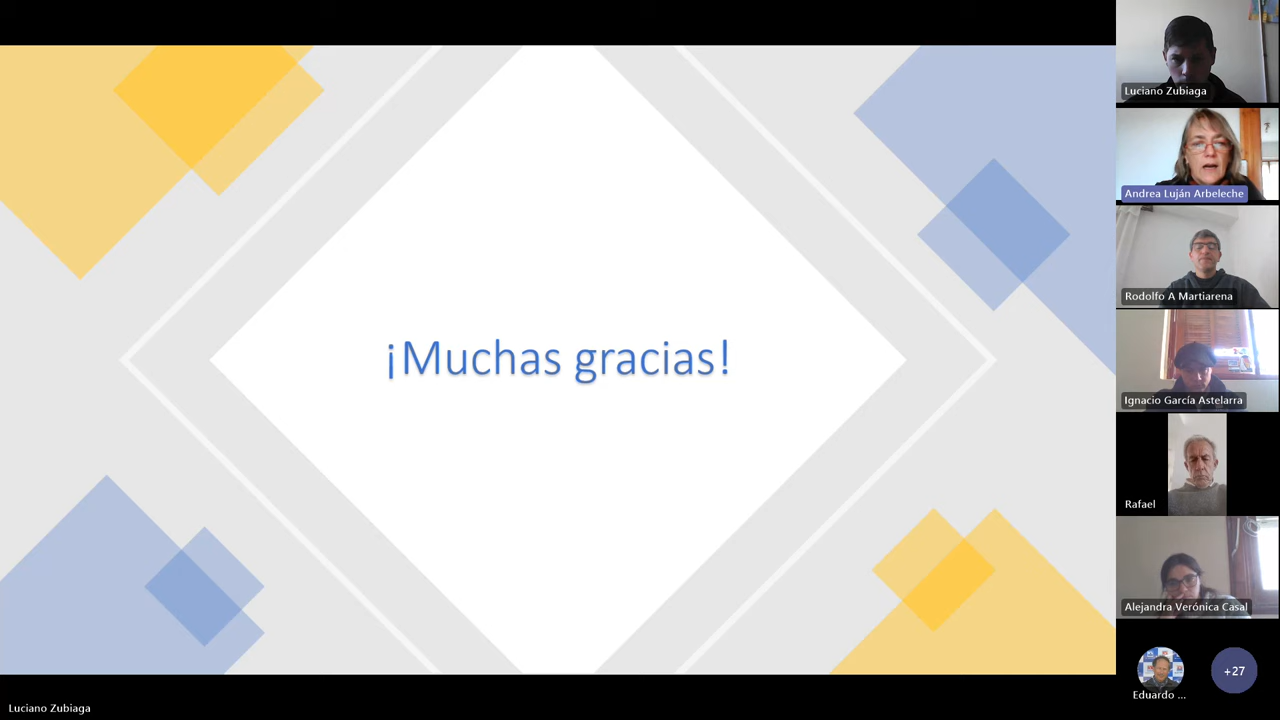 ¡Muchas gracias!
Luciano Zubiaga
Andrea Luján Arbeleche
Rodolfo A Martiarena
Ignacio García Astelarra
Rafael
Alejandra Verónica Casal
Eduardo ...
+27
Luciano Zubiaga